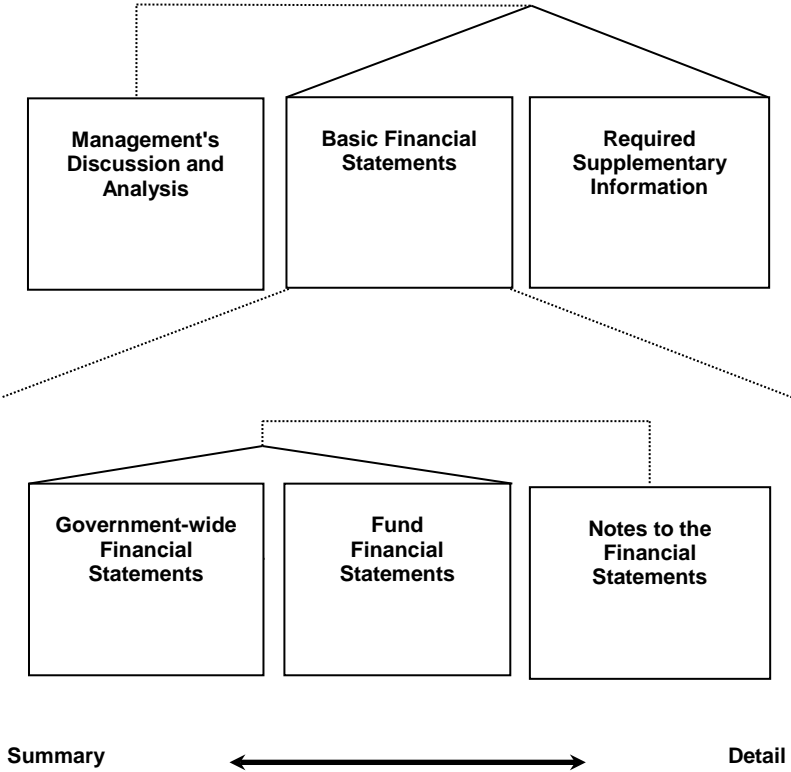 Management's
Discussion and
Analysis
Basic Financial
Statements
Required
Supplementary
Information
Government-wide
Financial
Statements
Fund
Financial
Statements
Notes to the
Financial
Statements
Summary
Detail